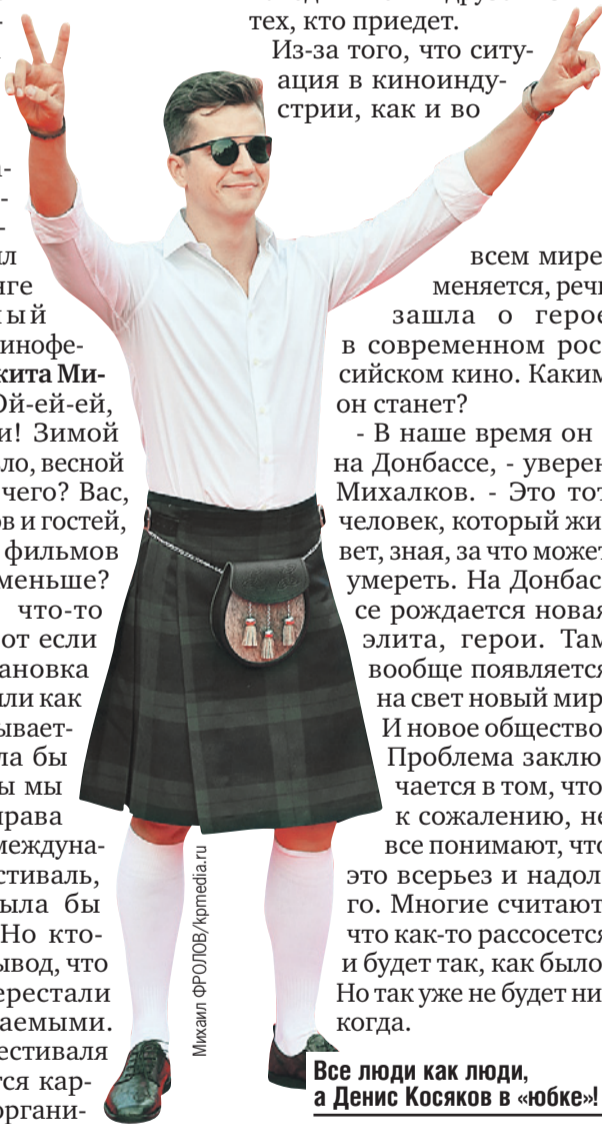 тех, кто приедет.
Из-за того, что ситу-
ация в киноинду-
стрии, как и во
всем мире,
меняется, речь
зашла о герое
в современном рос-
сийском кино. Каким
он станет?
- В наше время он -
на Донбассе, - уверен
Михалков. - Это тот
человек, который жи-
вет, зная, за что может
умереть. На Донбас-
се рождается новая
элита, герои. Там
вообще появляется
на свет новый мир.
И новое общество.
Проблема заклю-
чается в том, что,
к сожалению, не
все понимают, что
это всерьез и надол-
го. Многие считают,
что как-то рассосется
и будет так, как было.
Но так уже не будет ни-
когда.
ный
кинофе-
кита Ми-
Ой-ей-ей,
и! Зимой
ло, весной
чего? Вас,
ов и гостей,
фильмов
меньше?
что-то
от если
ановка
или как
ывает-
ла бы
ы мы
права
междуна-
стиваль,
ыла бы
Но кто-
ывод, что
ерестали
аемыми.
естиваля
тся кар-
органи-
Михаил ФРОЛОВ/kpmedia.ru
Все люди как люди,
а Денис Косяков в «юбке»!